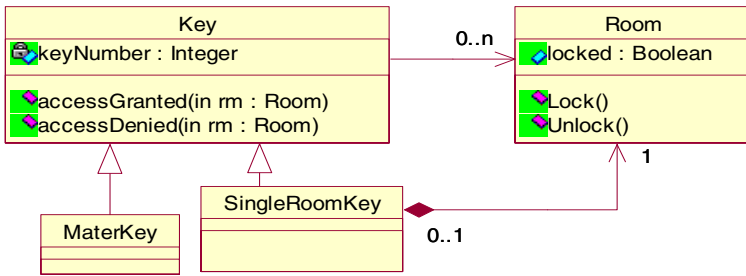 Key
keyNumber : Integer
accessGranted(in rm : Room)
accessDenied(in rm : Room)
0..n
Room
locked : Boolean
Lock()
Unlock()
1
MaterKey
SingleRoomKey
0..1